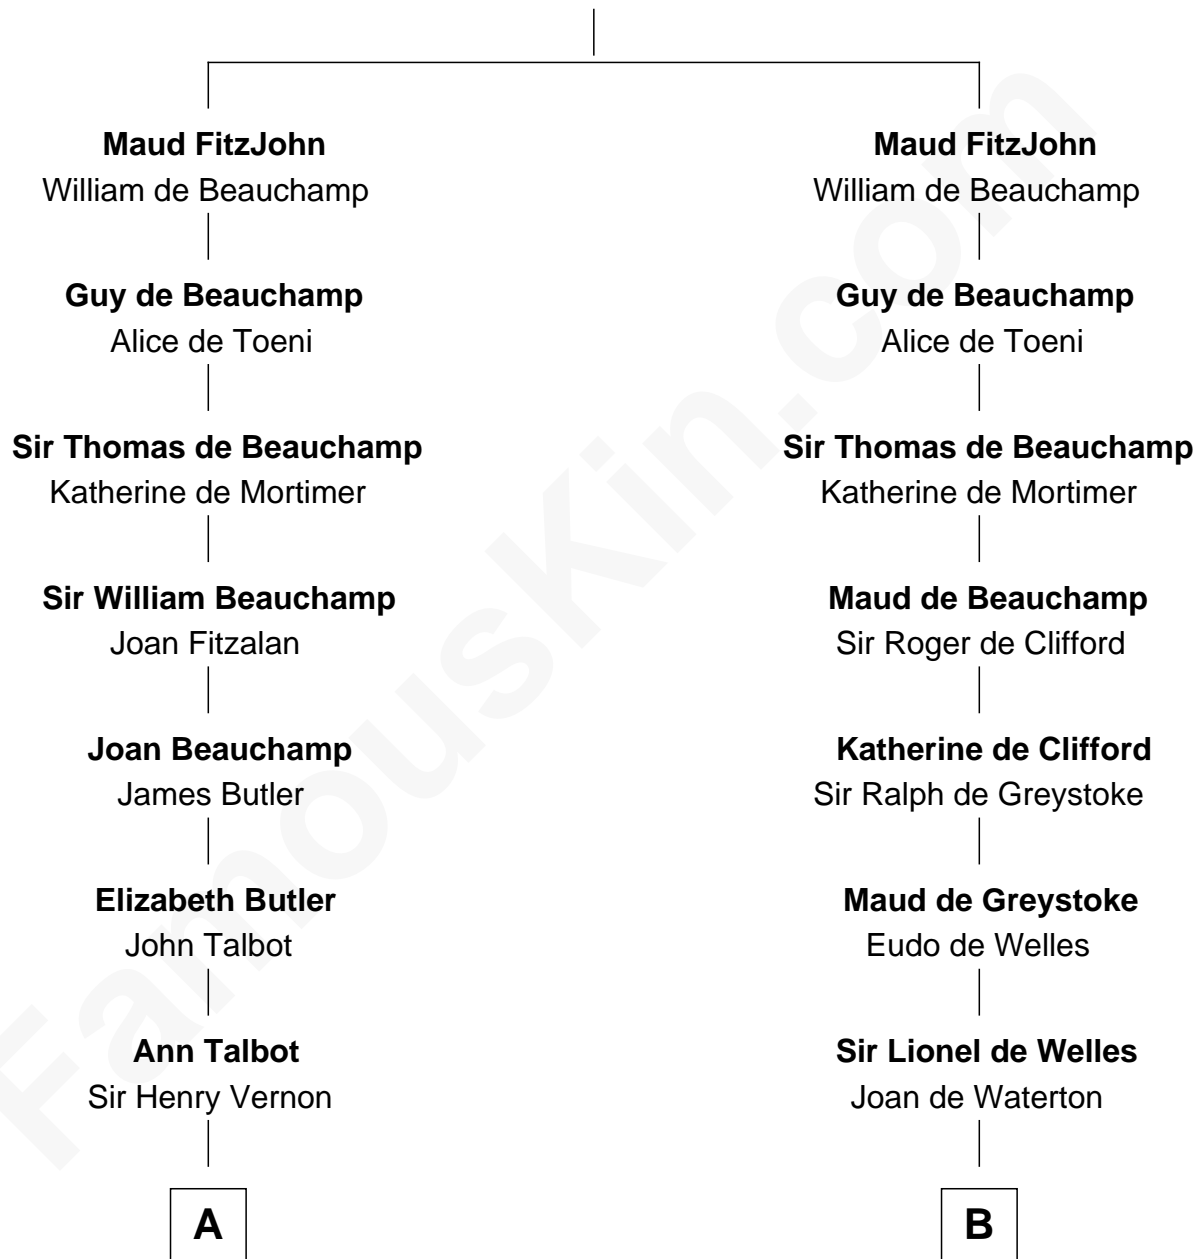 Maud FitzJohn
William de Beauchamp
Guy de Beauchamp
Alice de Toeni
Sir Thomas de Beauchamp
Katherine de Mortimer
Sir William Beauchamp
Joan Fitzalan
Joan Beauchamp
James Butler
Elizabeth Butler
John Talbot
Ann Talbot
Sir Henry Vernon
A
Maud FitzJohn
William de Beauchamp
Guy de Beauchamp
Alice de Toeni
Sir Thomas de Beauchamp
Katherine de Mortimer
Maud de Beauchamp
Sir Roger de Clifford
Katherine de Clifford
Sir Ralph de Greystoke
Maud de Greystoke
Eudo de Welles
Sir Lionel de Welles
Joan de Waterton
B
FamousKin.com